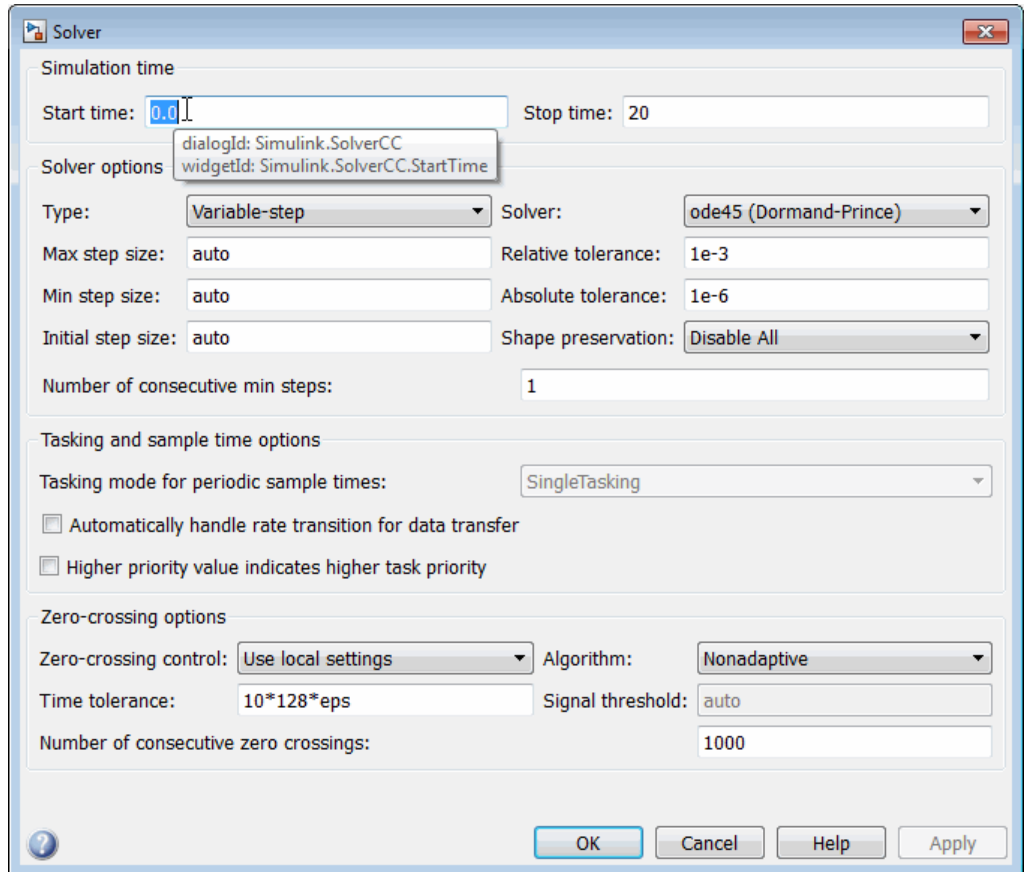 Solver
Simulation time
Start time: 0.0 Stop time: 20
dialogId: Simulink.SolverCC
widgetId: Simulink.SolverCC.StartTime
Solver options
Type: Variable-step Solver: ode45 (Dormand-Prince)
Max step size: auto Relative tolerance: 1e-3
Min step size: auto Absolute tolerance: 1e-6
Initial step size: auto Shape preservation: Disable All
Number of consecutive min steps: 1
Tasking and sample time options
Tasking mode for periodic sample times: SingleTasking
Automatically handle rate transition for data transfer
Higher priority value indicates higher task priority
Zero-crossing options
Zero-crossing control: Use local settings Algorithm: Nonadaptive
Time tolerance: 10*128*eps Signal threshold: auto
Number of consecutive zero crossings: 1000
? OK Cancel Help Apply